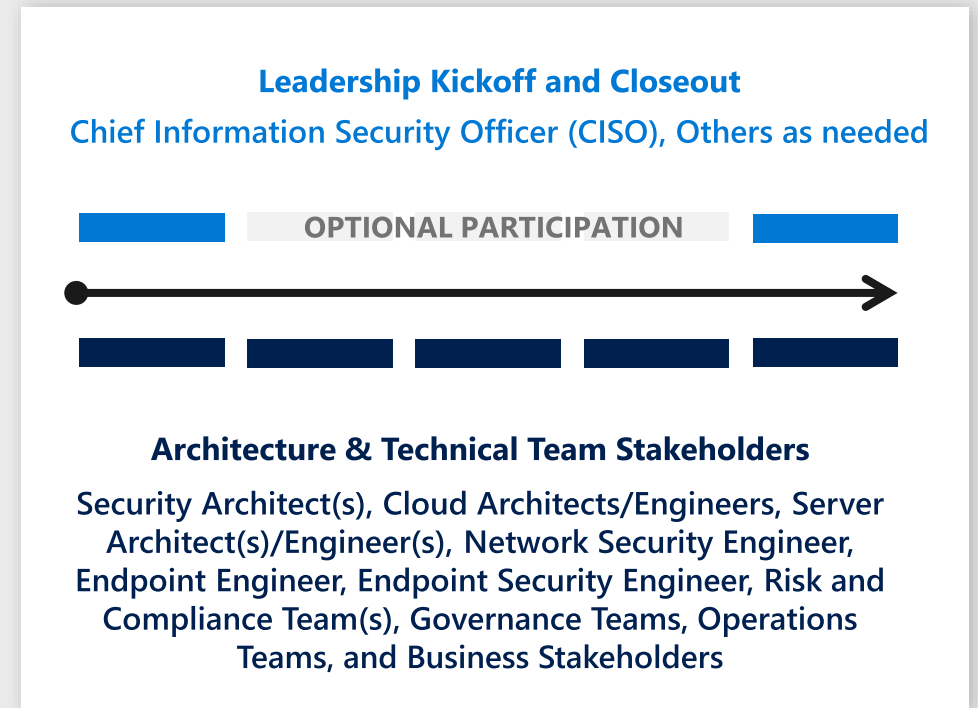 Leadership Kickoff and Closeout
Chief Information Security Officer (CISO), Others as needed
OPTIONAL PARTICIPATION
Architecture & Technical Team Stakeholders
Security Architect(s), Cloud Architects/Engineers, Server
Architect(s)/Engineer(s), Network Security Engineer,
Endpoint Engineer, Endpoint Security Engineer, Risk and
Compliance Team(s), Governance Teams, Operations
Teams, and Business Stakeholders